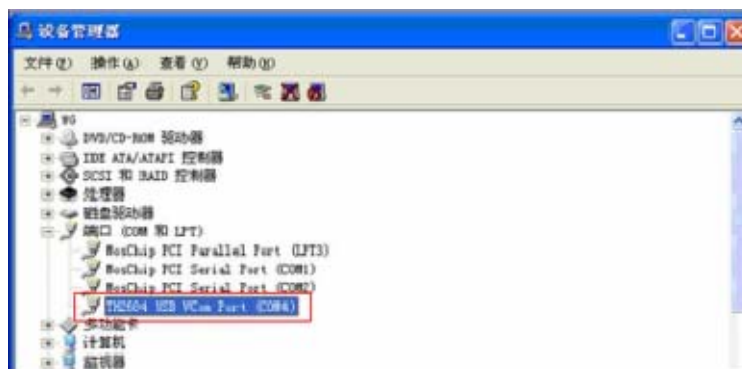 设备管理器
文件(F) 操作(A) 查看(V) 帮助(H)
DVD/CD-ROM 驱动器
IDE ATA/ATAPI 控制器
SCSI 和 RAID 控制器
处理器
磁盘驱动器
端口 (COM 和 LPT)
MosChip PCI Parallel Port (LPT3)
MosChip PCI Serial Port (COM1)
MosChip PCI Serial Port (COM2)
TH2604 USB VCom Port (COM4)
多功能卡
计算机
监视器